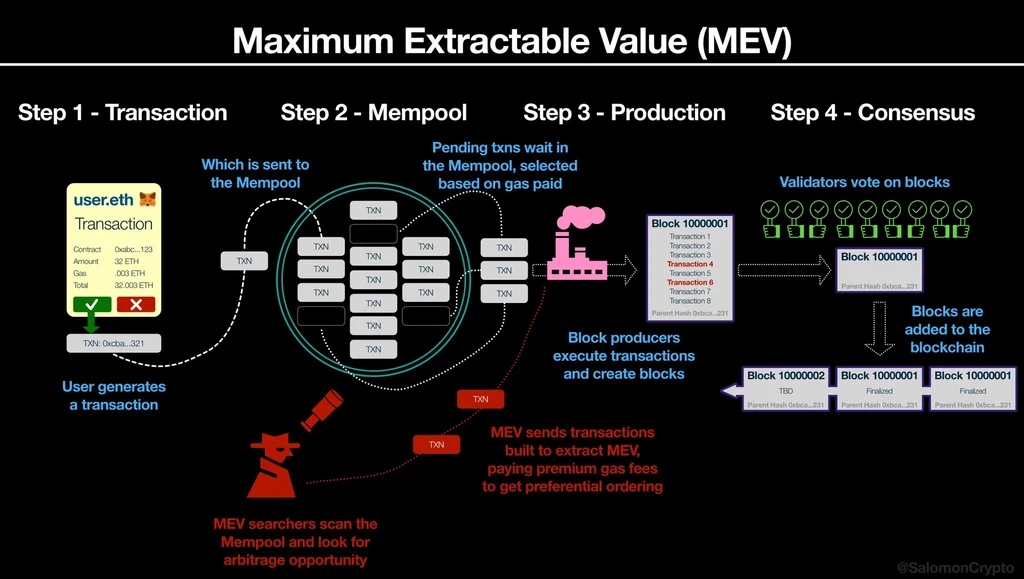 Maximum Extractable Value (MEV)
Step 1 - Transaction
Step 2 - Mempool
Step 3 - Production
Step 4 - Consensus
user.eth
Transaction
Contract 0xabc...123
Amount 32 ETH
Gas .003 ETH
Total 32.003 ETH
TXN: 0xcba...321
User generates
a transaction
Which is sent to
the Mempool
TXN
TXN
TXN
TXN
TXN
TXN
TXN
TXN
TXN
TXN
TXN
TXN
TXN
Pending txns wait in
the Mempool, selected
based on gas paid
TXN
TXN
TXN
Block 10000001
Transaction 1
Transaction 2
Transaction 3
Transaction 4
Transaction 5
Transaction 6
Transaction 7
Transaction 8
Parent Hash 0xbca...231
Block producers
execute transactions
and create blocks
Validators vote on blocks
Block 10000001
Parent Hash 0xbca...231
Blocks are
added to the
blockchain
Block 10000002
TBD
Parent Hash 0xbca...231
Block 10000001
Finalized
Parent Hash 0xbca...231
Block 10000001
Finalized
Parent Hash 0xbca...231
TXN
TXN
MEV sends transactions
built to extract MEV,
paying premium gas fees
to get preferential ordering
MEV searchers scan the
Mempool and look for
arbitrage opportunity
@SalomonCrypto